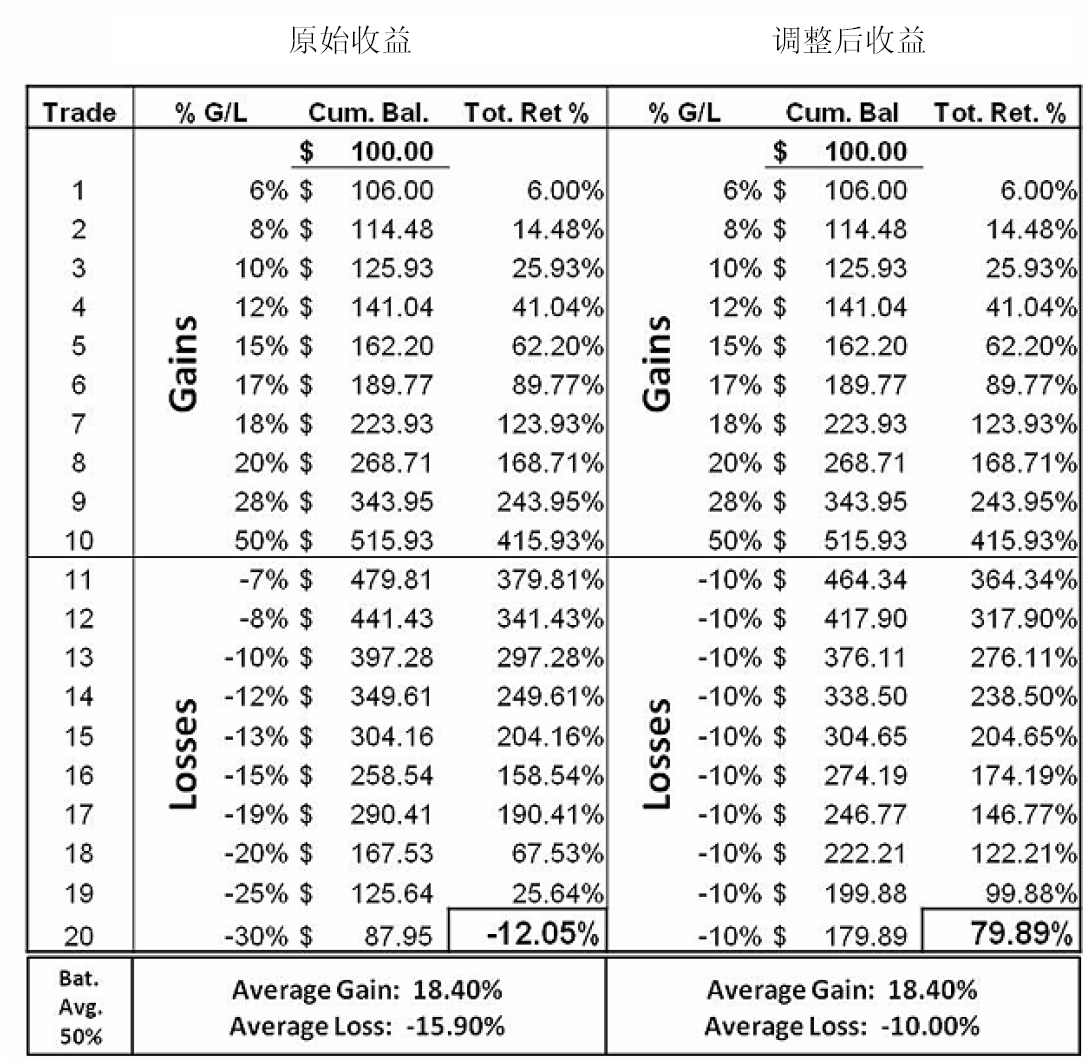 原始收益 调整后收益
Trade % G/L Cum. Bal. Tot. Ret % % G/L Cum. Bal Tot. Ret. %
$ 100.00 $ 100.00
1 6% $ 106.00 6.00% 6% $ 106.00 6.00%
2 8% $ 114.48 14.48% 8% $ 114.48 14.48%
3 10% $ 125.93 25.93% 10% $ 125.93 25.93%
4 12% $ 141.04 41.04% 12% $ 141.04 41.04%
5 15% $ 162.20 62.20% 15% $ 162.20 62.20%
6 17% $ 189.77 89.77% 17% $ 189.77 89.77%
7 18% $ 223.93 123.93% 18% $ 223.93 123.93%
8 20% $ 268.71 168.71% 20% $ 268.71 168.71%
9 28% $ 343.95 243.95% 28% $ 343.95 243.95%
10 50% $ 515.93 415.93% 50% $ 515.93 415.93%
Gains Gains
11 -7% $ 479.81 379.81% -10% $ 464.34 364.34%
12 -8% $ 441.43 341.43% -10% $ 417.90 317.90%
13 -10% $ 397.28 297.28% -10% $ 376.11 276.11%
14 -12% $ 349.61 249.61% -10% $ 338.50 238.50%
15 -13% $ 304.16 204.16% -10% $ 304.65 204.65%
16 -15% $ 258.54 158.54% -10% $ 274.19 174.19%
17 -19% $ 290.41 190.41% -10% $ 246.77 146.77%
18 -20% $ 167.53 67.53% -10% $ 222.21 122.21%
19 -25% $ 125.64 25.64% -10% $ 199.88 99.88%
20 -30% $ 87.95 -12.05% -10% $ 179.89 79.89%
Losses Losses
Bat.
Avg.
50%
Average Gain: 18.40%
Average Loss: -15.90%
Average Gain: 18.40%
Average Loss: -10.00%